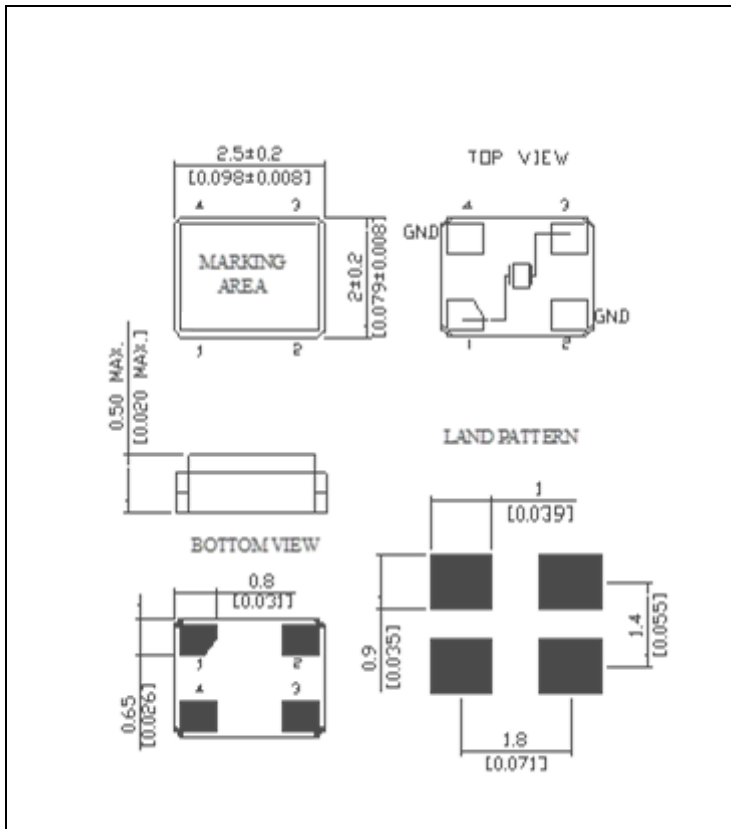 2.5±0.2
[0.098±0.008]
TOP VIEW
4 3
MARKING
AREA
1 2
2±0.2
[0.079±0.008]
4 3
GND
GND
1 2
0.50 MAX.
[0.020 MAX.]
LAND PATTERN
1
[0.039]
BOTTOM VIEW
0.8
[0.031]
1 2
4 3
0.65
[0.026]
0.9
[0.035]
1.4
[0.055]
1.8
[0.071]